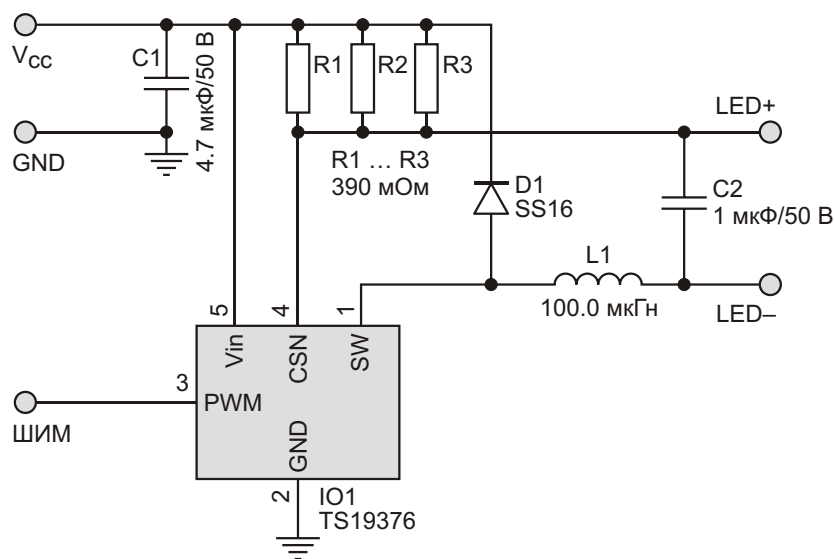 V_CC
C1
4.7 мкФ/50 В
R1
R2
R3
LED+
GND
R1 … R3
390 мОм
D1
SS16
C2
1 мкФ/50 В
L1
100.0 мкГн
LED–
5
4
1
Vin
CSN
SW
3
PWM
ШИМ
GND
2
IO1
TS19376